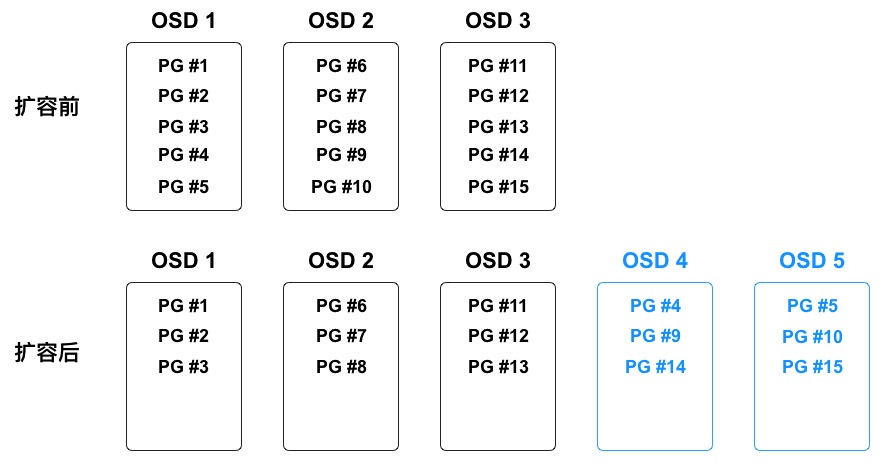 OSD 1 OSD 2 OSD 3
扩容前
PG #1 PG #6 PG #11
PG #2 PG #7 PG #12
PG #3 PG #8 PG #13
PG #4 PG #9 PG #14
PG #5 PG #10 PG #15
OSD 1 OSD 2 OSD 3 OSD 4 OSD 5
扩容后
PG #1 PG #6 PG #11 PG #4 PG #5
PG #2 PG #7 PG #12 PG #9 PG #10
PG #3 PG #8 PG #13 PG #14 PG #15